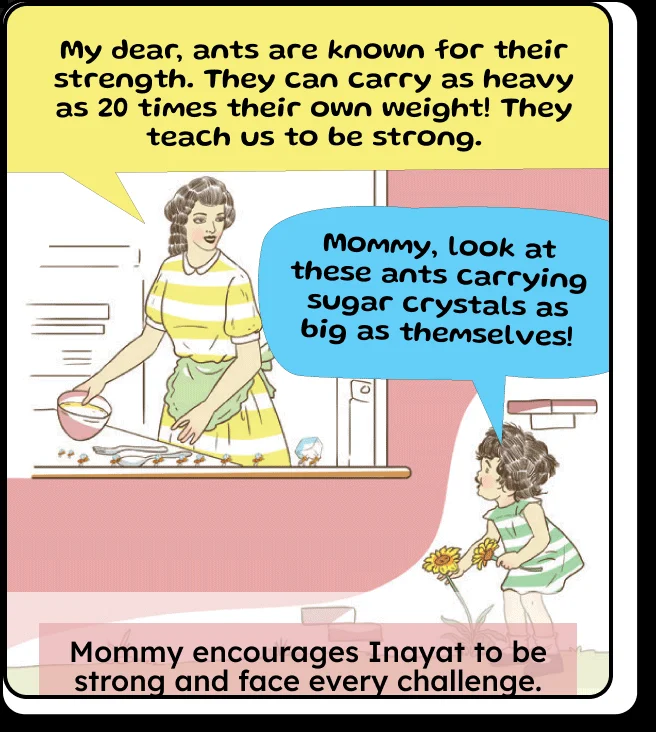 My dear, ants are known for their
strength. They can carry as heavy
as 20 times their own weight! They
teach us to be strong.
Mommy, look at
these ants carrying
sugar crystals as
big as themselves!
Mommy encourages Inayat to be
strong and face every challenge.